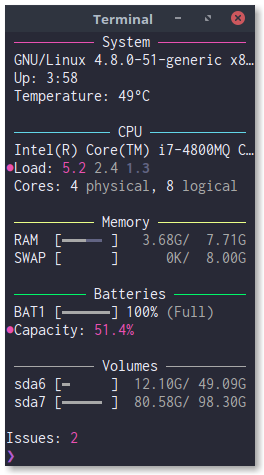 Terminal
System
GNU/Linux 4.8.0-51-generic x8…
Up: 3:58
Temperature: 49°C
CPU
Intel(R) Core(TM) i7-4800MQ C…
Load: 5.2 2.4 1.3
Cores: 4 physical, 8 logical
Memory
RAM [ ] 3.68G/ 7.71G
SWAP [ ] 0K/ 8.00G
Batteries
BAT1 [ ] 100% (Full)
Capacity: 51.4%
Volumes
sda6 [ ] 12.10G/ 49.09G
sda7 [ ] 80.58G/ 98.30G
Issues: 2
❯